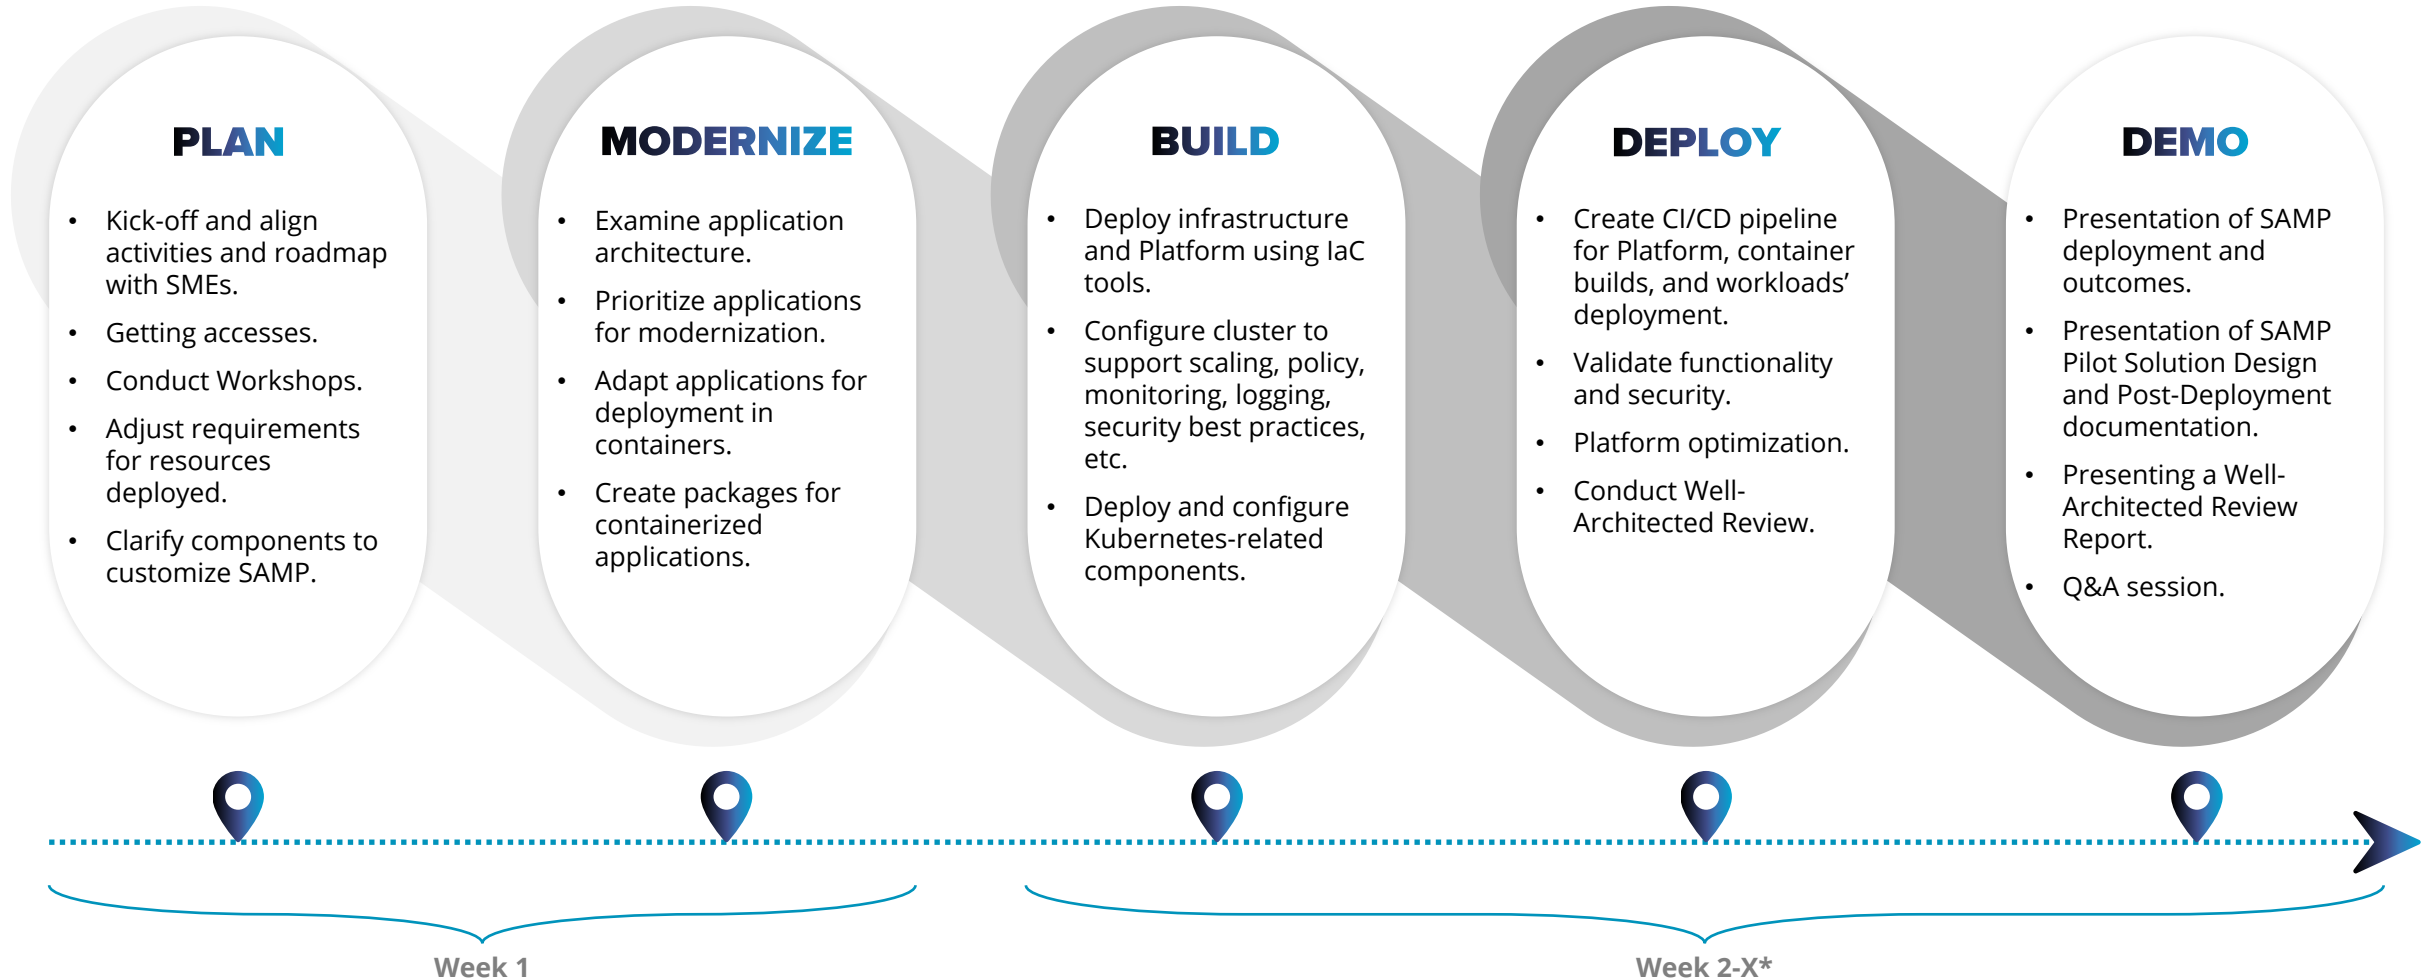 PLAN
• Kick-off and align
activities and roadmap
with SMEs.
• Getting accesses.
• Conduct Workshops.
• Adjust requirements
for resources
deployed.
• Clarify components to
customize SAMP.
MODERNIZE
• Examine application
architecture.
• Prioritize applications
for modernization.
• Adapt applications for
deployment in
containers.
• Create packages for
containerized
applications.
BUILD
• Deploy infrastructure
and Platform using IaC
tools.
• Configure cluster to
support scaling, policy,
monitoring, logging,
security best practices,
etc.
• Deploy and configure
Kubernetes-related
components.
DEPLOY
• Create CI/CD pipeline
for Platform, container
builds, and workloads’
deployment.
• Validate functionality
and security.
• Platform optimization.
• Conduct Well-
Architected Review.
DEMO
• Presentation of SAMP
deployment and
outcomes.
• Presentation of SAMP
Pilot Solution Design
and Post-Deployment
documentation.
• Presenting a Well-
Architected Review
Report.
• Q&A session.
Week 1
Week 2-X*